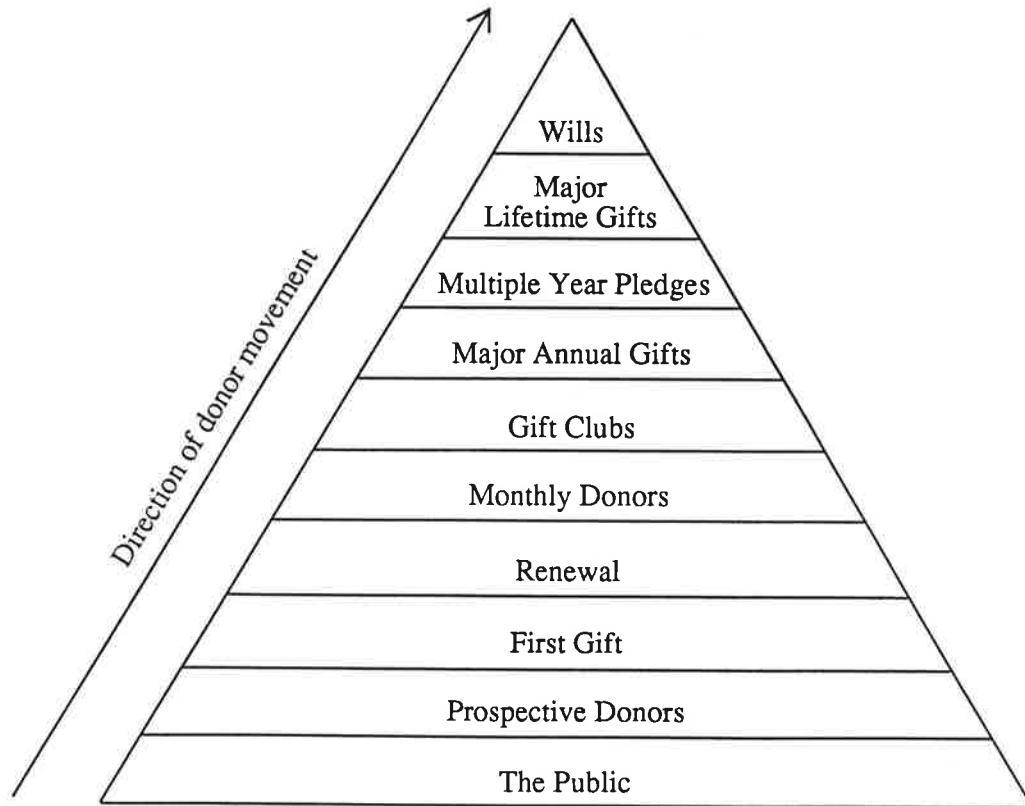 Wills
Major
Lifetime Gifts
Multiple Year Pledges
Major Annual Gifts
Gift Clubs
Monthly Donors
Renewal
First Gift
Prospective Donors
The Public
Direction of donor movement